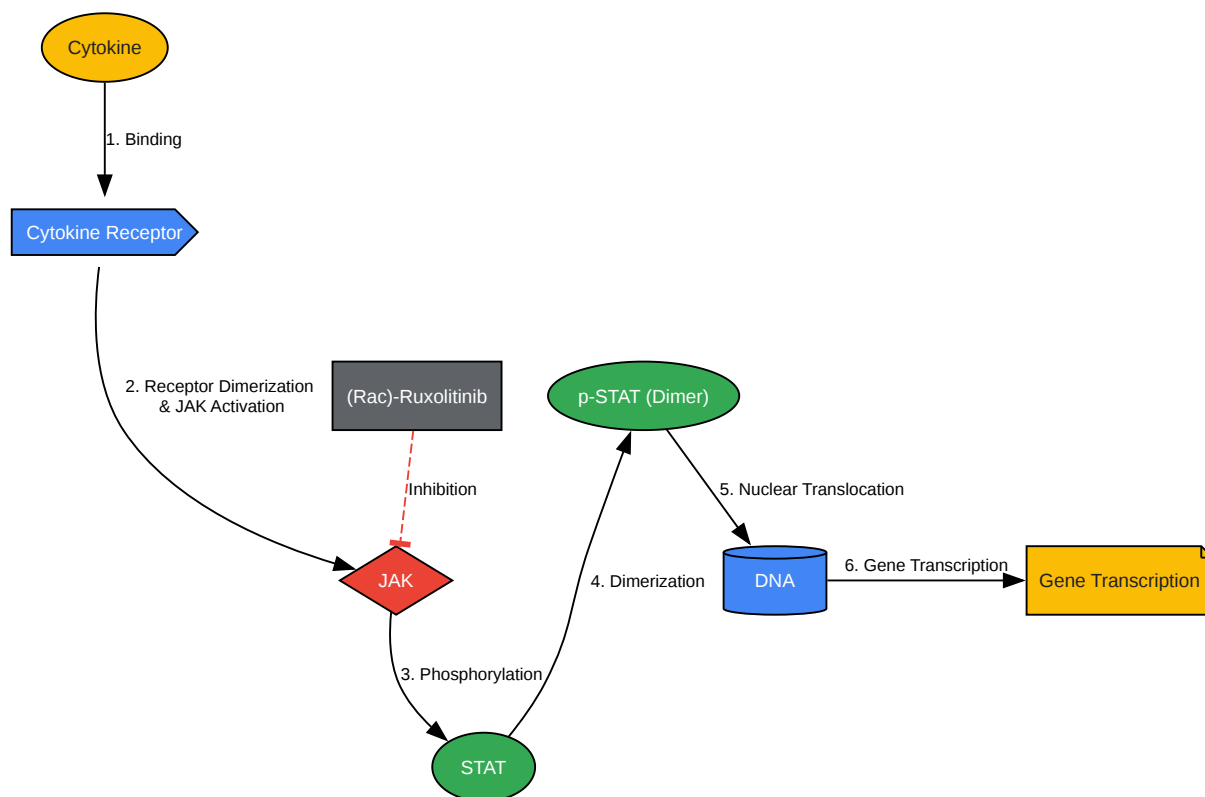 Cytokine
1. Binding
Cytokine Receptor
2. Receptor Dimerization
& JAK Activation
(Rac)-Ruxolitinib
p-STAT (Dimer)
Inhibition
5. Nuclear Translocation
JAK
4. Dimerization
DNA
6. Gene Transcription
Gene Transcription
3. Phosphorylation
STAT